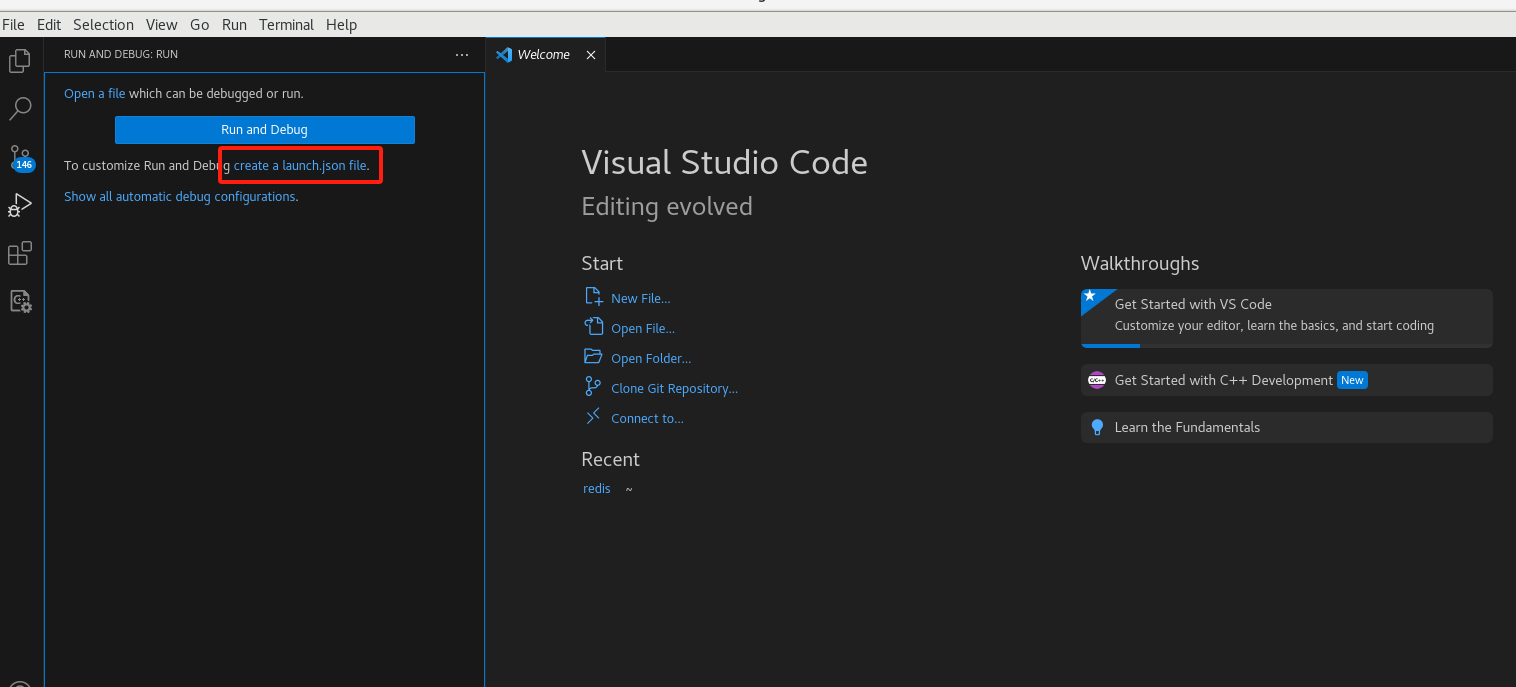 File Edit Selection View Go Run Terminal Help
RUN AND DEBUG: RUN
Open a file which can be debugged or run.
Run and Debug
To customize Run and Debug create a launch.json file.
Show all automatic debug configurations.
146
Welcome
Visual Studio Code
Editing evolved
Start
New File...
Open File...
Open Folder...
Clone Git Repository...
Connect to...
Recent
redis ~
Walkthroughs
Get Started with VS Code
Customize your editor, learn the basics, and start coding
C/C++ Get Started with C++ Development New
Learn the Fundamentals